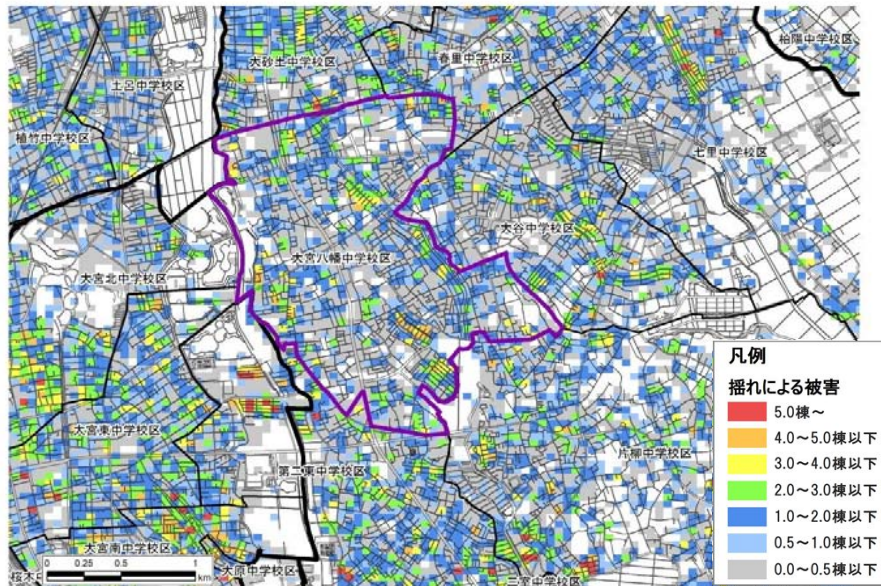 柏陽中学校区
大砂土中学校区
春里中学校区
土呂中学校区
植竹中学校区
七里中学校区
大谷中学校区
大宮八幡中学校区
大宮北中学校区
大宮東中学校区
片柳中学校区
第二東中学校区
大宮南中学校区
大原中学校区
三室中学校区
桜木
0 0.25 0.5 1
km
凡例
揺れによる被害
5.0棟～
4.0～5.0棟以下
3.0～4.0棟以下
2.0～3.0棟以下
1.0～2.0棟以下
0.5～1.0棟以下
0.0～0.5棟以下